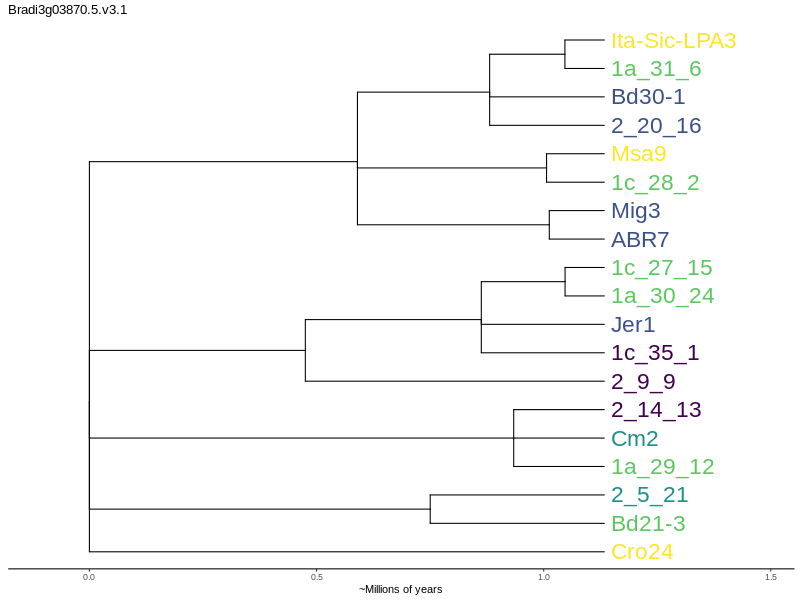 Bradi3g03870.5.v3.1
Ita-Sic-LPA3
1a_31_6
Bd30-1
2_20_16
Msa9
1c_28_2
Mig3
ABR7
1c_27_15
1a_30_24
Jer1
1c_35_1
2_9_9
2_14_13
Cm2
1a_29_12
2_5_21
Bd21-3
Cro24
0.0 0.5 1.0 1.5
~Millions of years